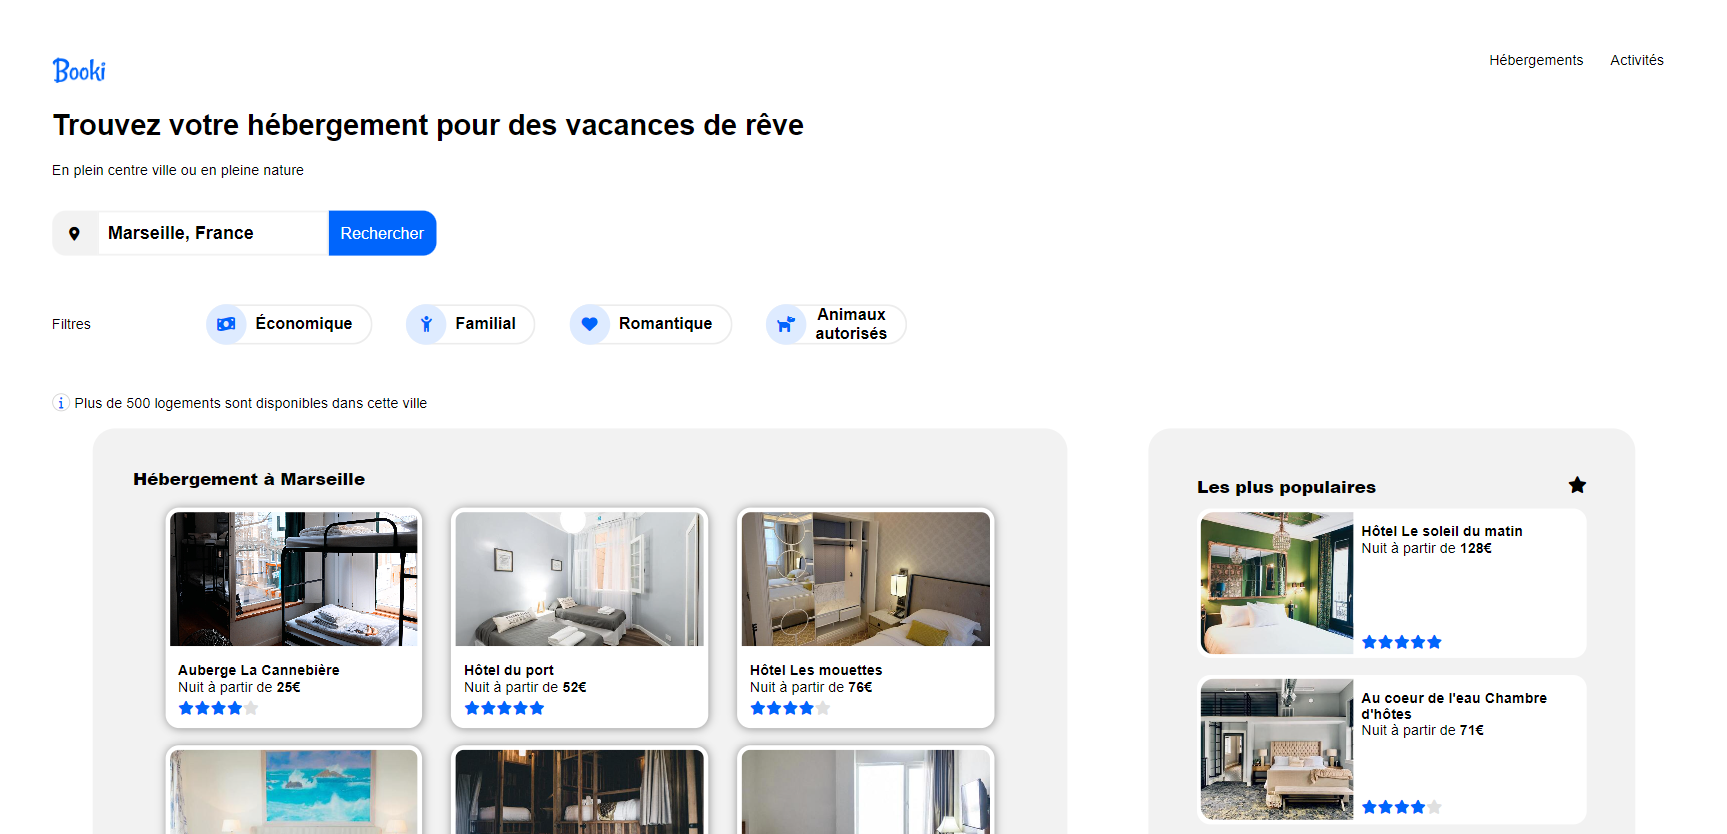 Booki
Hébergements
Activités
Trouvez votre hébergement pour des vacances de rêve
En plein centre ville ou en pleine nature
Marseille, France
Rechercher
Filtres
Économique
Familial
Romantique
Animaux
autorisés
Plus de 500 logements sont disponibles dans cette ville
Hébergement à Marseille
Auberge La Cannebière
Nuit à partir de 25€
Hôtel du port
Nuit à partir de 52€
Hôtel Les mouettes
Nuit à partir de 76€
Les plus populaires
Hôtel Le soleil du matin
Nuit à partir de 128€
Au coeur de l'eau Chambre
d'hôtes
Nuit à partir de 71€